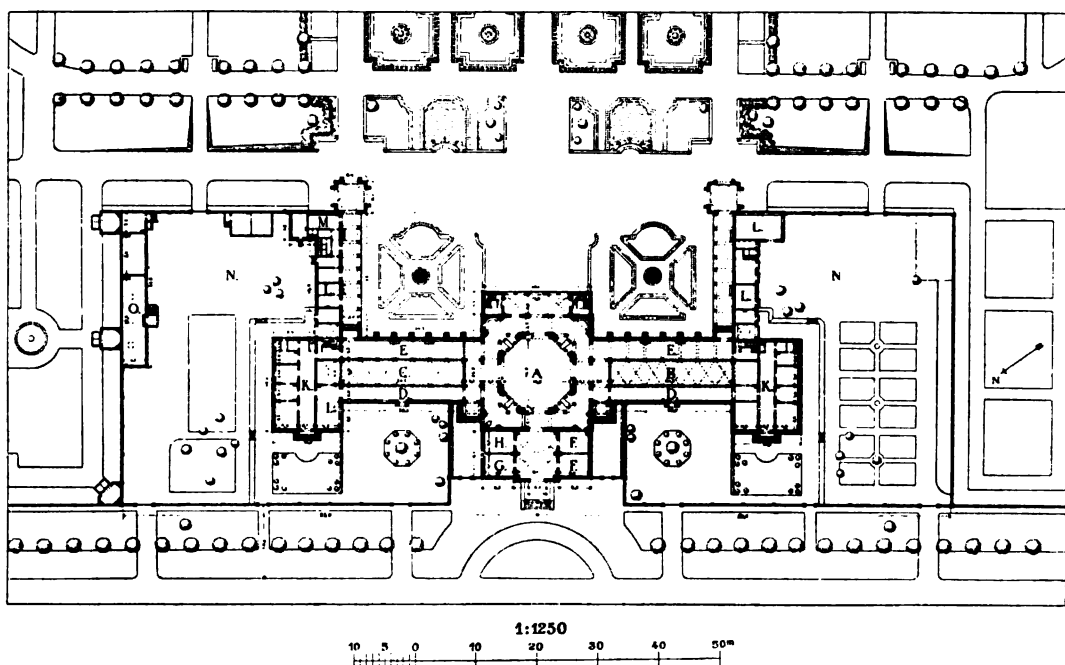 M.
L.
N.
N
O.
L.
E.
E.
C.
A.
B.
K.
K.
D.
D.
I.
H.
F.
G.
F.
N
1:1250
10 5 0 10 20 30 40 50m